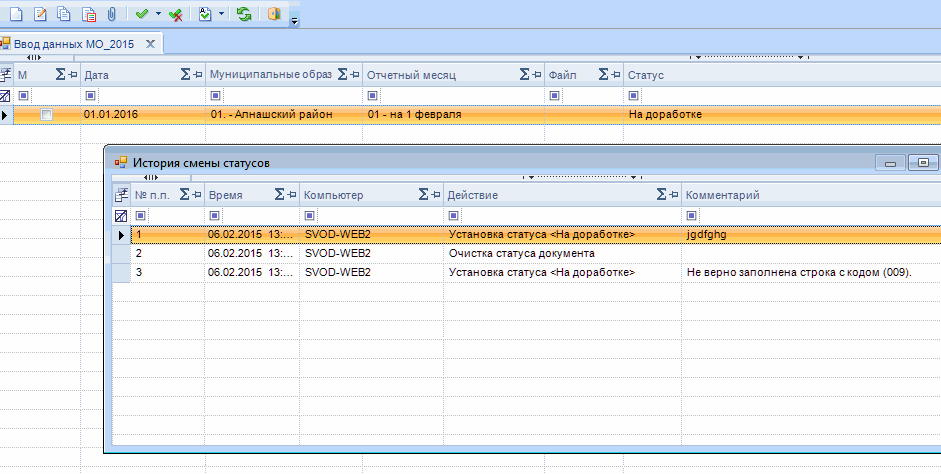 Ввод данных МО_2015
М Дата Муниципальные образ Отчетный месяц Файл Статус
01.01.2016 01. - Алнашский район 01 - на 1 февраля На доработке
История смены статусов
№ п.п. Время Компьютер Действие Комментарий
1 06.02.2015 13:... SVOD-WEB2 Установка статуса <На доработке> jgdfghg
2 06.02.2015 13:... SVOD-WEB2 Очистка статуса документа
3 06.02.2015 13:... SVOD-WEB2 Установка статуса <На доработке> Не верно заполнена строка с кодом (009).